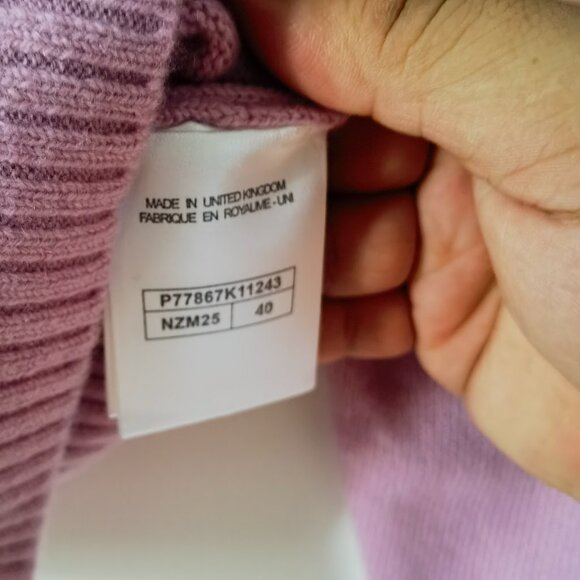 MADE IN UNITED KINGDOM
FABRIQUE EN ROYAUME-UNI
P77867K11243
NZM25 40